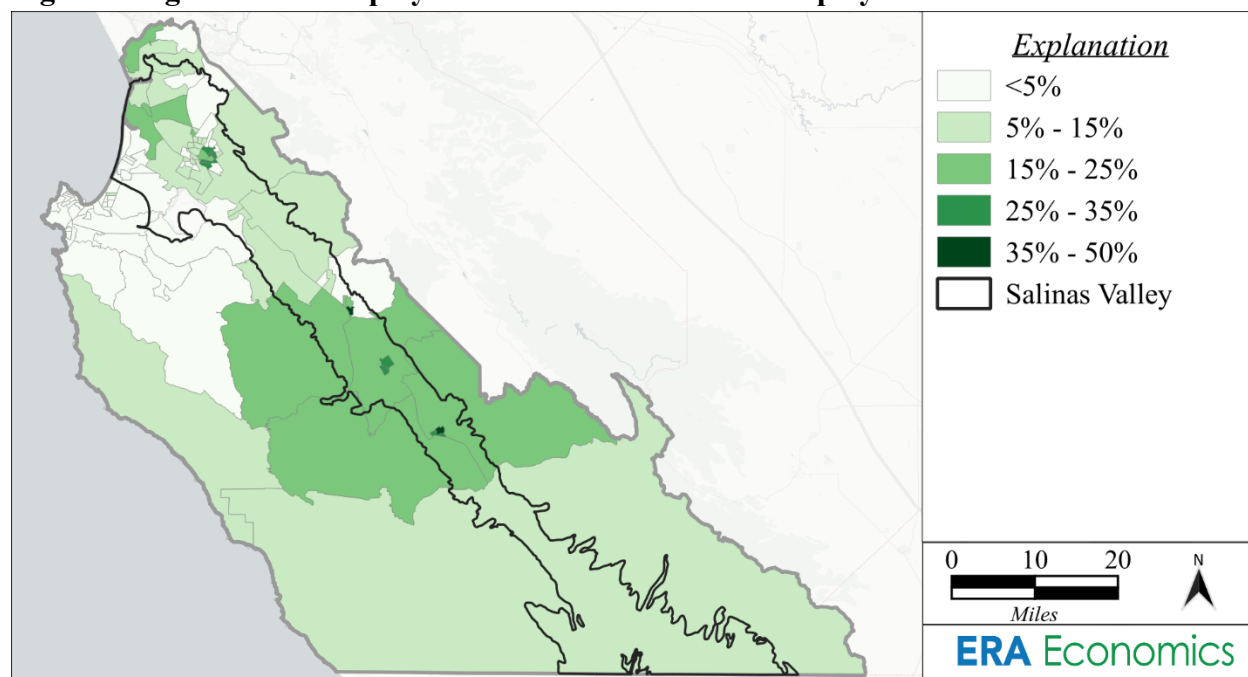 Explanation
<5%
5% - 15%
15% - 25%
25% - 35%
35% - 50%
Salinas Valley
0 10 20
Miles
N
ERA Economics